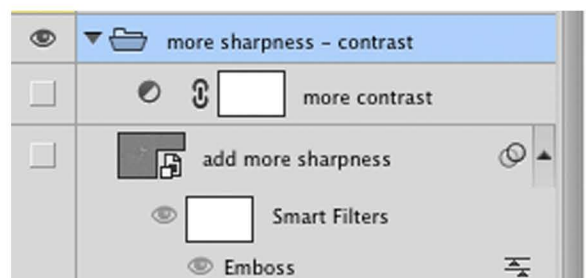 more sharpness – contrast
more contrast
add more sharpness
Smart Filters
Emboss